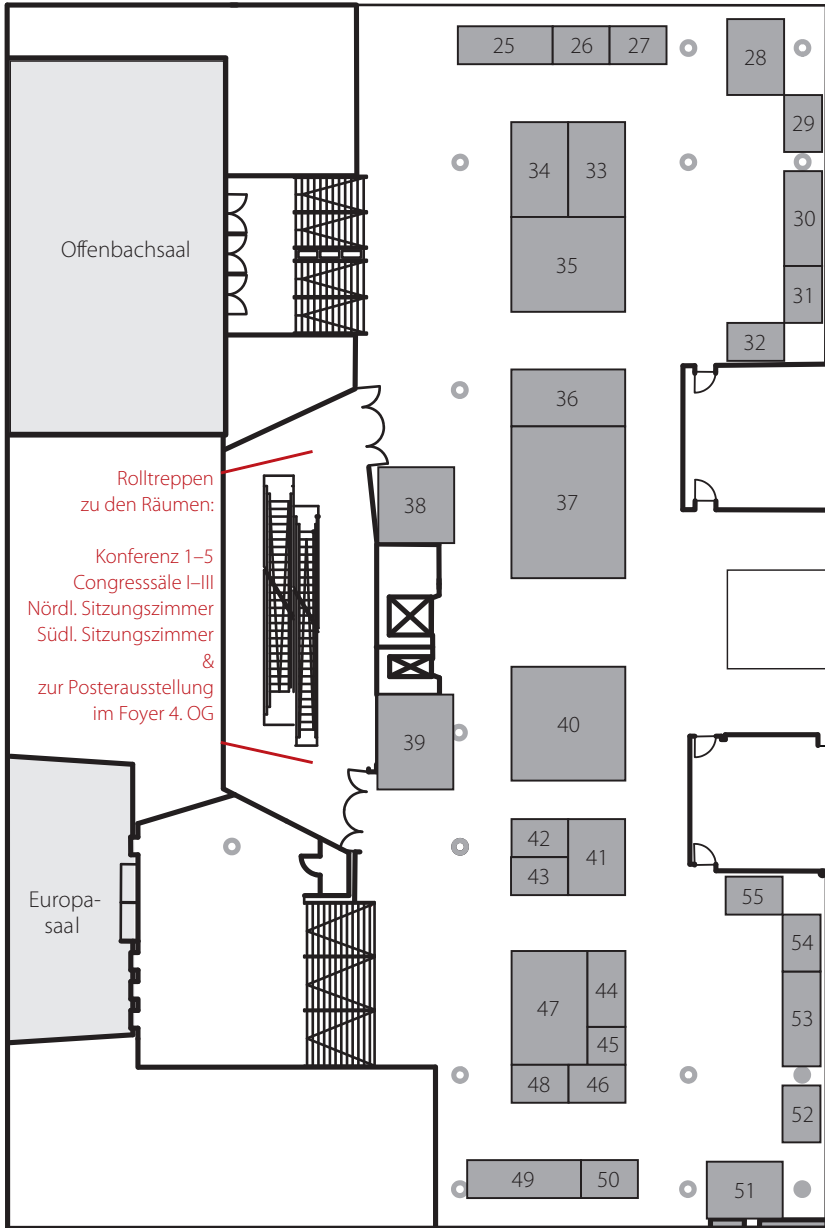 25
26
27
28
29
34
33
30
Offenbachsaal
35
31
32
36
Rolltreppen
zu den Räumen:
38
37
Konferenz 1–5
Congresssäle I–III
Nördl. Sitzungszimmer
Südl. Sitzungszimmer
&
zur Posterausstellung
im Foyer 4. OG
39
40
42
41
43
Europa-
saal
55
54
47
44
53
45
48
46
52
49
50
51